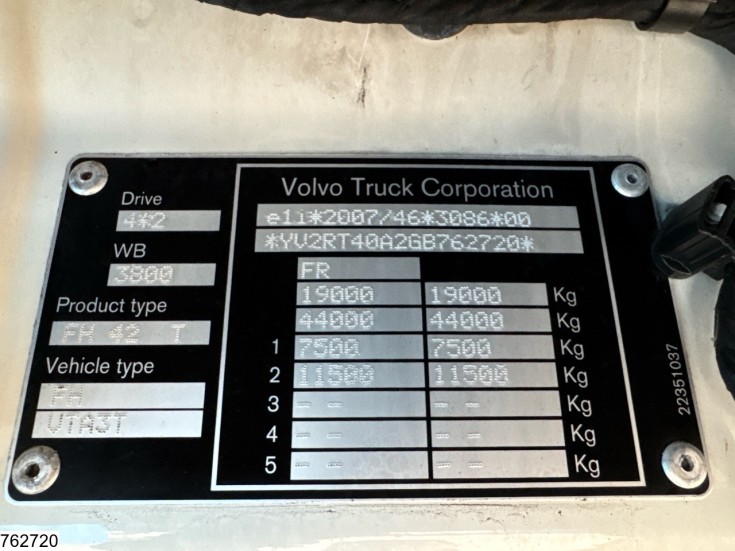 Volvo Truck Corporation
Drive
4*2
WB
3800
Product type
FH 42 T
Vehicle type
FH
VTA3T
e11*2007/46*3086*00
*YV2RT40A2GB762720*
FR
19000 19000 Kg
44000 44000 Kg
1 7500 7500 Kg
2 11500 11500 Kg
3 -- -- Kg
4 -- -- Kg
5 -- -- Kg
22351037
762720